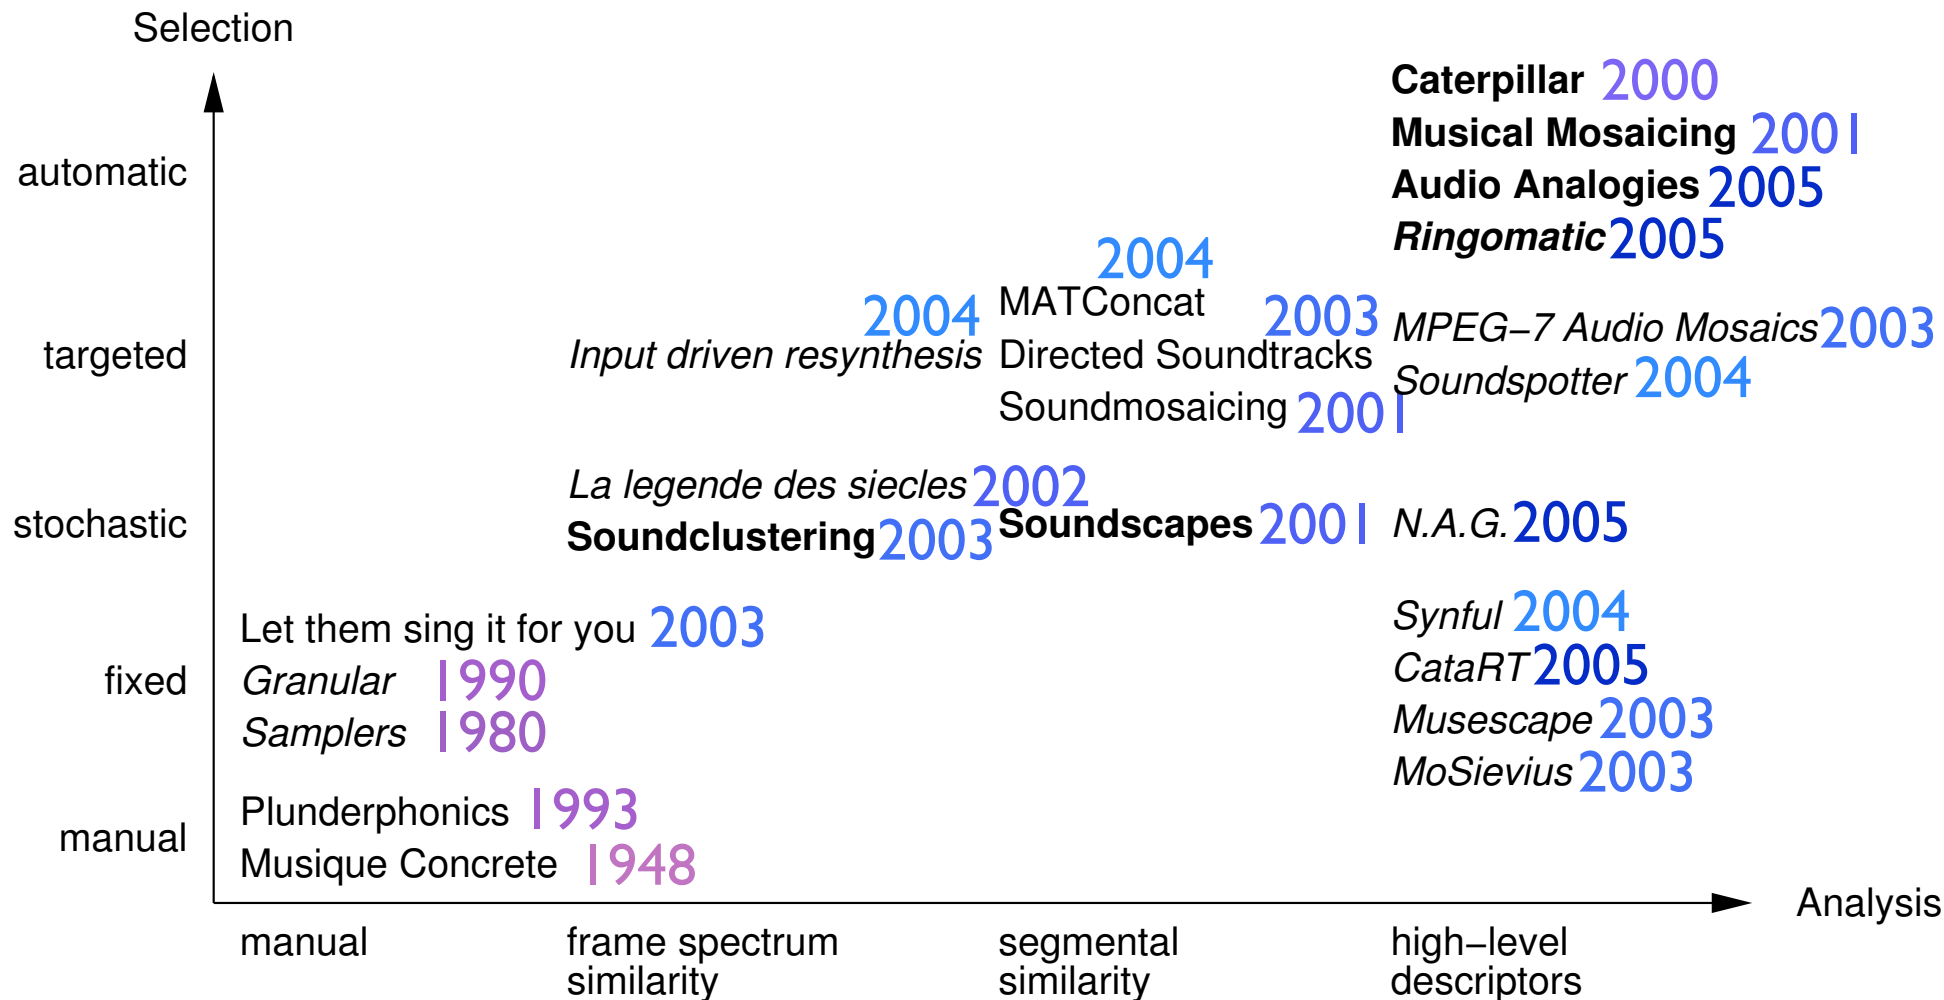 Selection
Caterpillar 2000
Musical Mosaicing 2001
automatic
Audio Analogies 2005
Ringomatic 2005
2004
MATConcat
2004
2003
MPEG–7 Audio Mosaics 2003
targeted
Input driven resynthesis
Directed Soundtracks
Soundspotter 2004
Soundmosaicing 2001
La legende des siecles 2002
stochastic
Soundclustering 2003
Soundscapes 2001
N.A.G. 2005
Let them sing it for you 2003
Synful 2004
fixed
Granular 1990
CataRT 2005
Samplers 1980
Musescape 2003
MoSievius 2003
Plunderphonics 1993
manual
Musique Concrete 1948
Analysis
manual
frame spectrum
similarity
segmental
similarity
high–level
descriptors